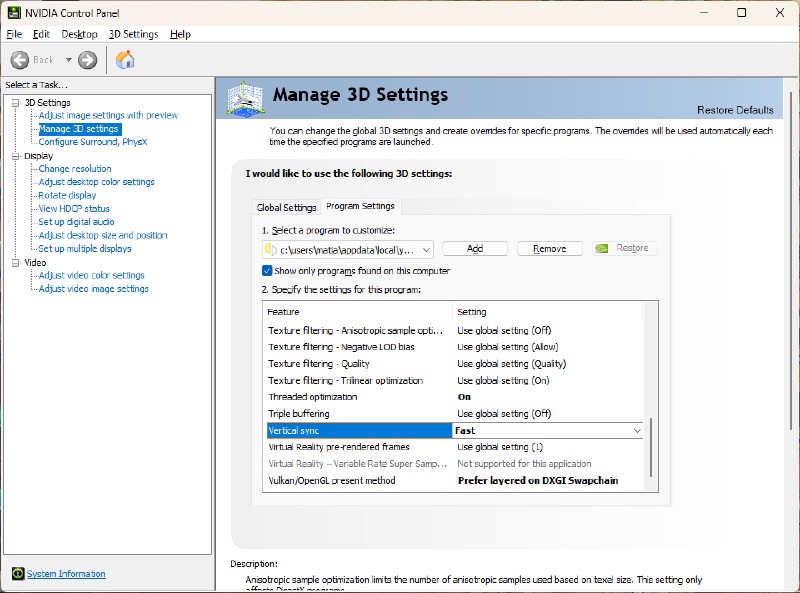 NVIDIA Control Panel
File Edit Desktop 3D Settings Help
Back
Select a Task...
3D Settings
Adjust image settings with preview
Manage 3D settings
Configure Surround, PhysX
Display
Change resolution
Adjust desktop color settings
Rotate display
View HDCP status
Set up digital audio
Adjust desktop size and position
Set up multiple displays
Video
Adjust video color settings
Adjust video image settings
System Information
Manage 3D Settings
Restore Defaults
You can change the global 3D settings and create overrides for specific programs. The overrides will be used automatically each
time the specified programs are launched.
I would like to use the following 3D settings:
Global Settings Program Settings
1. Select a program to customize:
c:\users\matia\appdata\local\y... Add Remove Restore
Show only programs found on this computer
2. Specify the settings for this program:
Feature Setting
Texture filtering - Anisotropic sample opti... Use global setting (Off)
Texture filtering - Negative LOD bias Use global setting (Allow)
Texture filtering - Quality Use global setting (Quality)
Texture filtering - Trilinear optimization Use global setting (On)
Threaded optimization On
Triple buffering Use global setting (Off)
Vertical sync Fast
Virtual Reality pre-rendered frames Use global setting (1)
Virtual Reality – Variable Rate Super Samp... Not supported for this application
Vulkan/OpenGL present method Prefer layered on DXGI Swapchain
Description:
Anisotropic sample optimization limits the number of anisotropic samples used based on texel size. This setting only
affects DirectX programs.